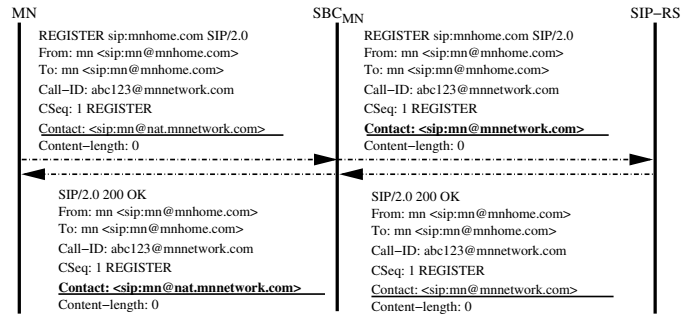 MN SBC_MN SIP−RS
REGISTER sip:mnhome.com SIP/2.0
From: mn <sip:mn@mnhome.com>
To: mn <sip:mn@mnhome.com>
Call−ID: abc123@mnnetwork.com
CSeq: 1 REGISTER
Contact: <sip:mn@nat.mnnetwork.com>
Content−length: 0
REGISTER sip:mnhome.com SIP/2.0
From: mn <sip:mn@mnhome.com>
To: mn <sip:mn@mnhome.com>
Call−ID: abc123@mnnetwork.com
CSeq: 1 REGISTER
Contact: <sip:mn@mnnetwork.com>
Content−length: 0
SIP/2.0 200 OK
From: mn <sip:mn@mnhome.com>
To: mn <sip:mn@mnhome.com>
Call−ID: abc123@mnnetwork.com
CSeq: 1 REGISTER
Contact: <sip:mn@nat.mnnetwork.com>
Content−length: 0
SIP/2.0 200 OK
From: mn <sip:mn@mnhome.com>
To: mn <sip:mn@mnhome.com>
Call−ID: abc123@mnnetwork.com
CSeq: 1 REGISTER
Contact: <sip:mn@mnnetwork.com>
Content−length: 0